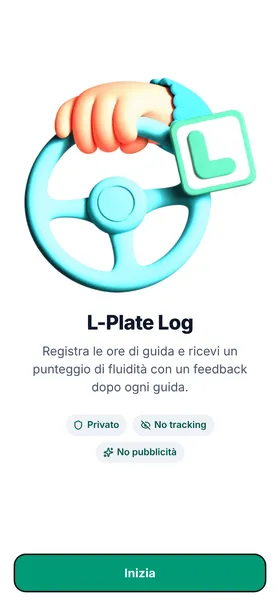 L
L-Plate Log
Registra le ore di guida e ricevi un
punteggio di fluidità con un feedback
dopo ogni guida.
Privato
No tracking
No pubblicità
Inizia